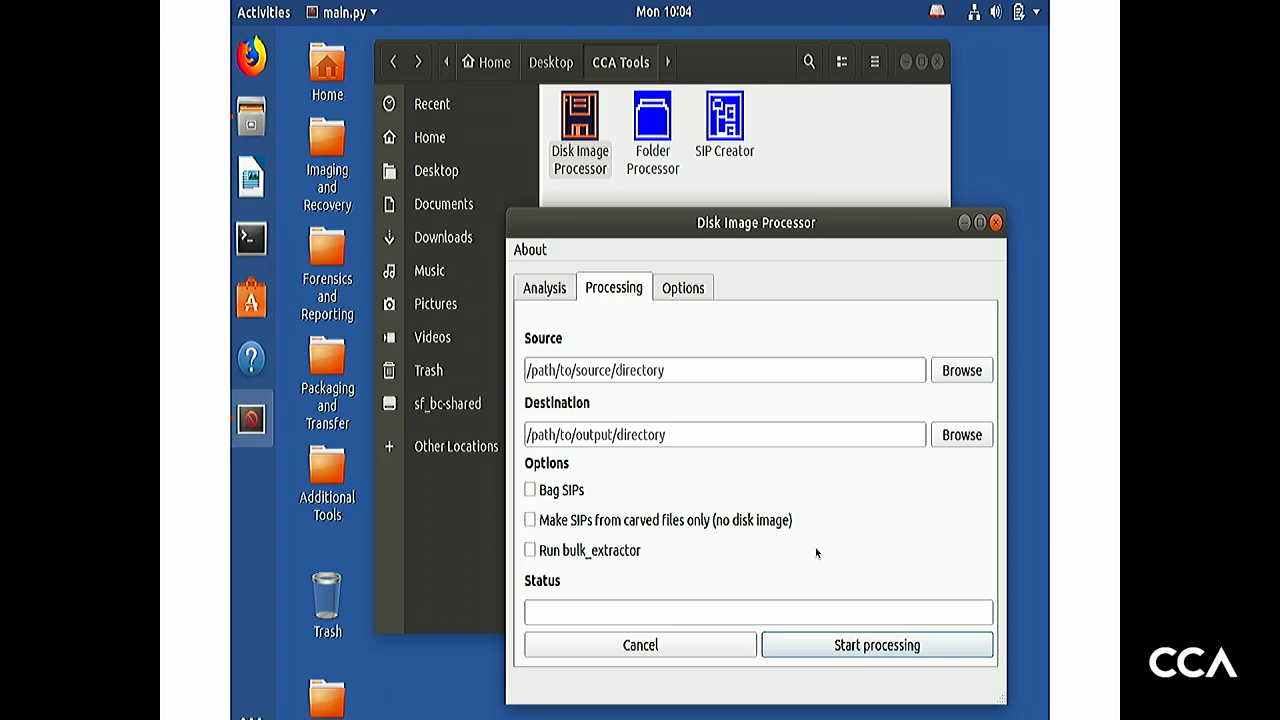 Activities main.py Mon 10:04
Home Desktop CCA Tools
Home
Imaging
and
Recovery
Forensics
and
Reporting
Packaging
and
Transfer
Additional
Tools
Trash
Recent
Home
Desktop
Documents
Downloads
Music
Pictures
Videos
Trash
sf_bc-shared
Other Locations
Disk Image
Processor
Folder
Processor
SIP Creator
Disk Image Processor
About
Analysis Processing Options
Source
/path/to/source/directory Browse
Destination
/path/to/output/directory Browse
Options
Bag SIPs
Make SIPs from carved files only (no disk image)
Run bulk_extractor
Status
Cancel Start processing
CCA